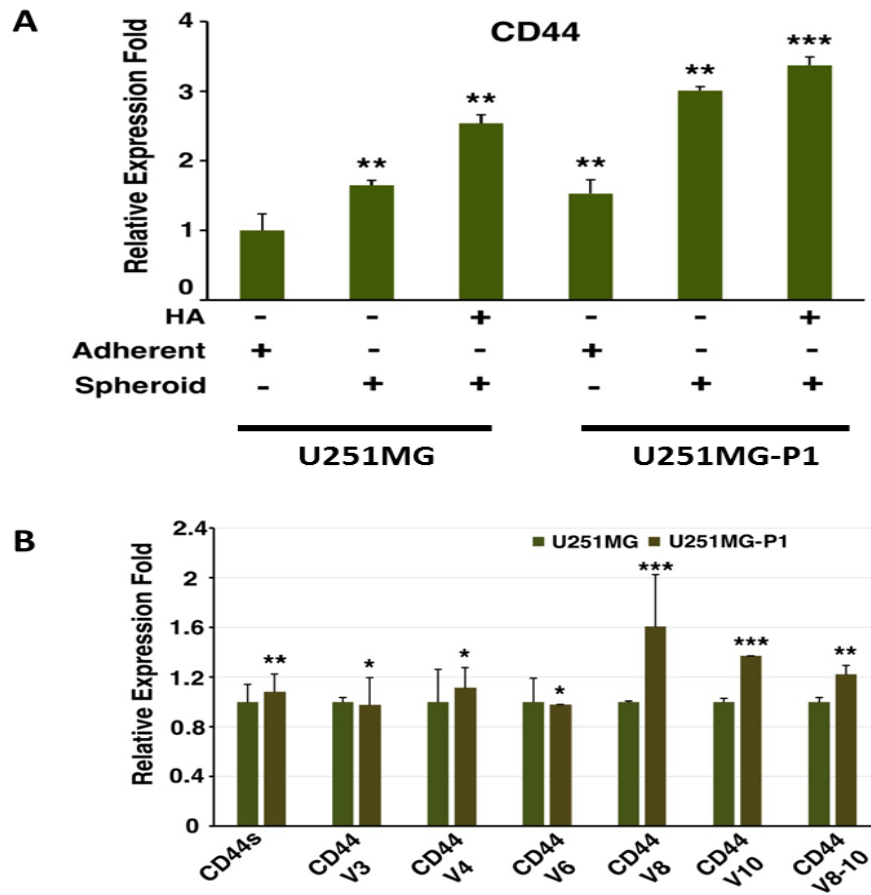 A
CD44
Relative Expression Fold
4
3
2
1
0
** ** ** ** ***
HA - - + - - +
Adherent + - - + - -
Spheroid - + + - + +
U251MG U251MG-P1
B
Relative Expression Fold
2.4
2
1.6
1.2
0.8
0.4
0
U251MG U251MG-P1
** * * * *** *** **
CD44s
CD44 V3
CD44 V4
CD44 V6
CD44 V8
CD44 V10
CD44 V8-10